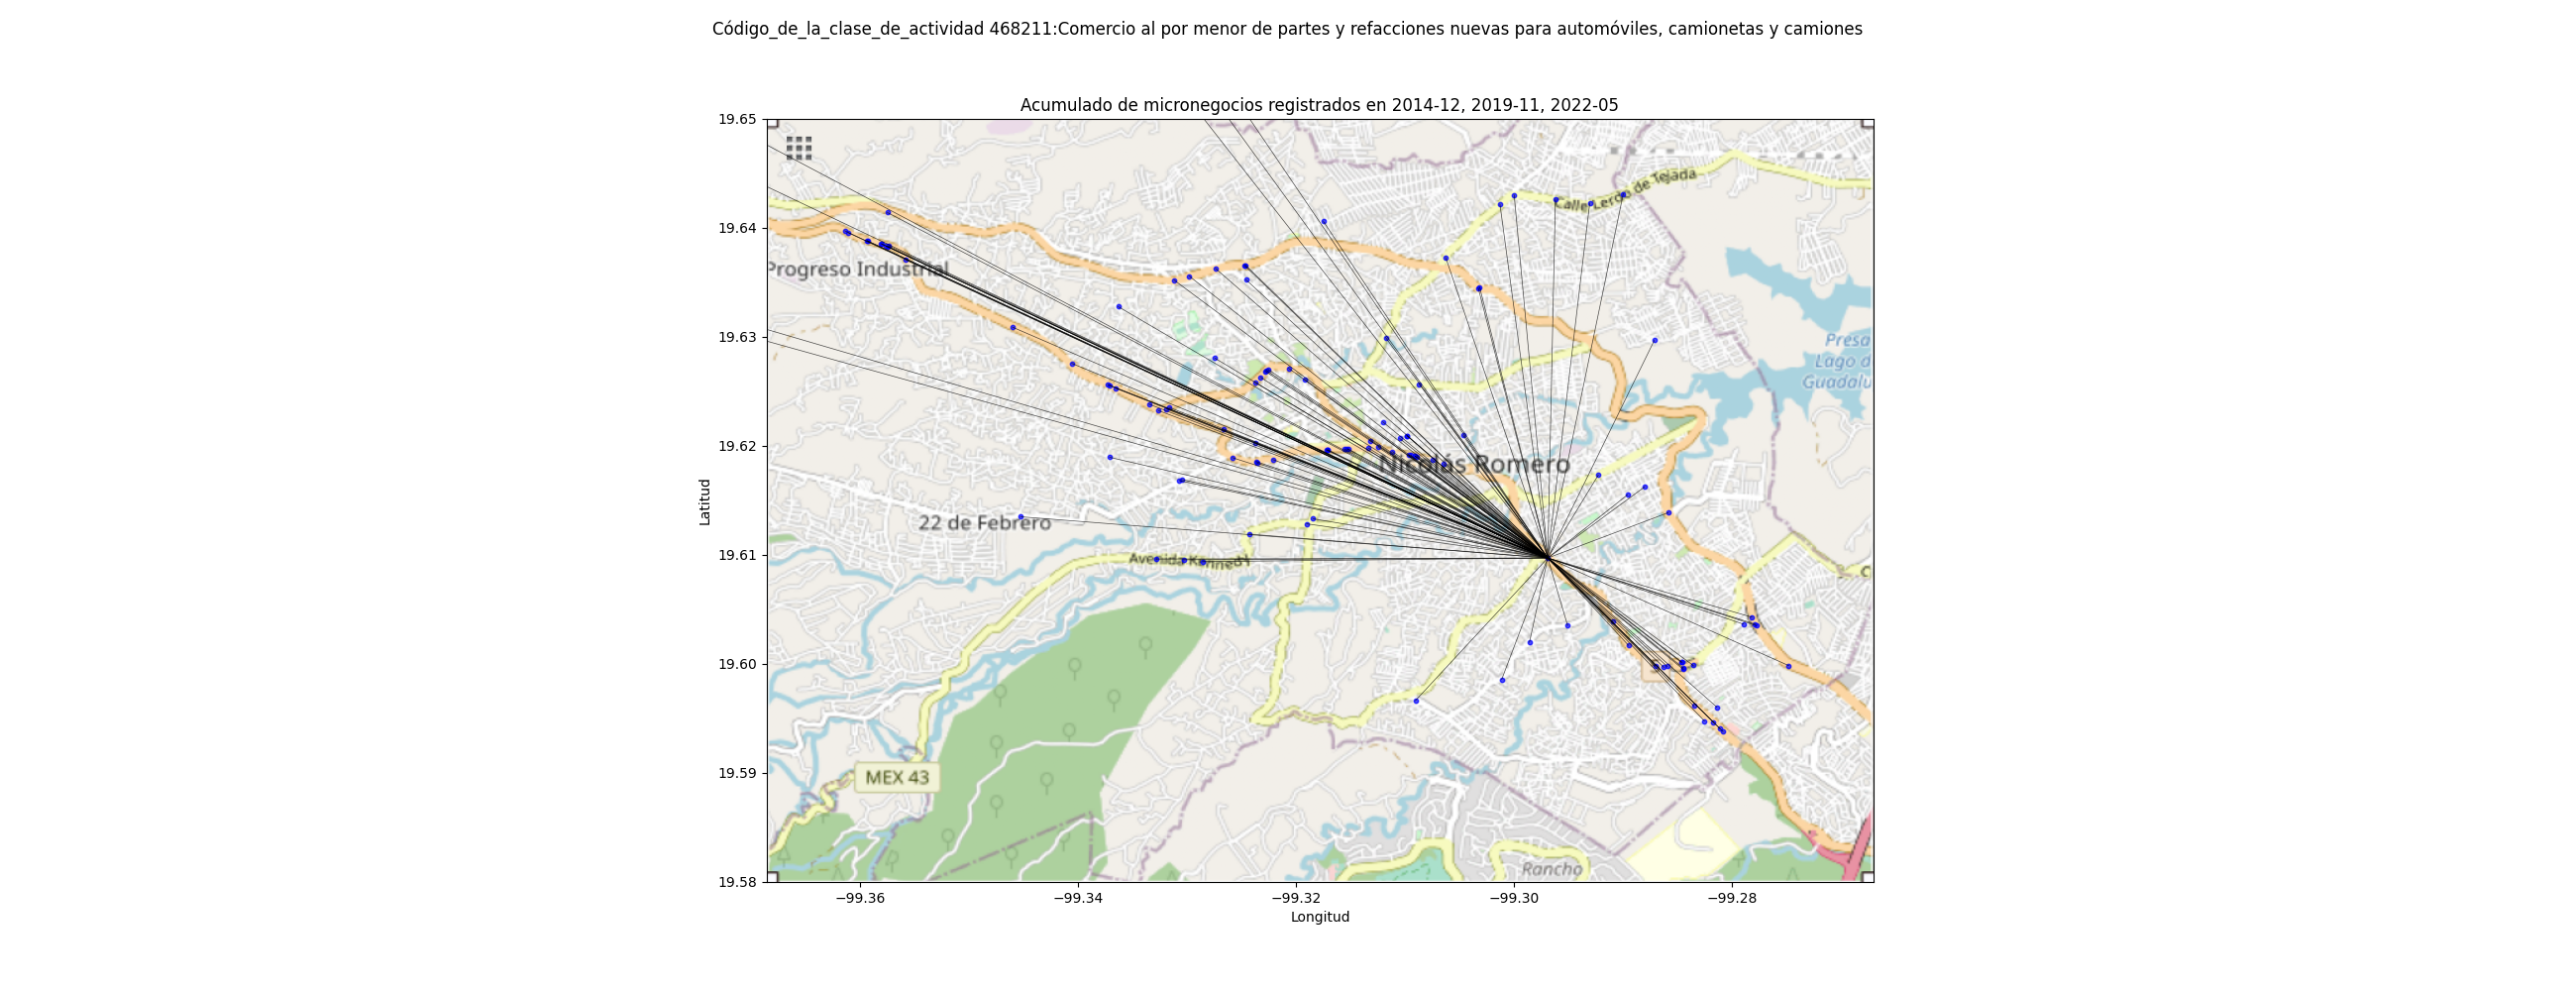 Código_de_la_clase_de_actividad 468211:Comercio al por menor de partes y refacciones nuevas para automóviles, camionetas y camiones
Acumulado de micronegocios registrados en 2014-12, 2019-11, 2022-05
19.65
19.64
19.63
19.62
19.61
19.60
19.59
19.58
Latitud
Calle Lerdo de Tejada
Progreso Industrial
Presa
Lago d
Guadalu
Nicolás Romero
22 de Febrero
Avenida Kennedy
C
MEX 43
Rancho
−99.36
−99.34
−99.32
−99.30
−99.28
Longitud